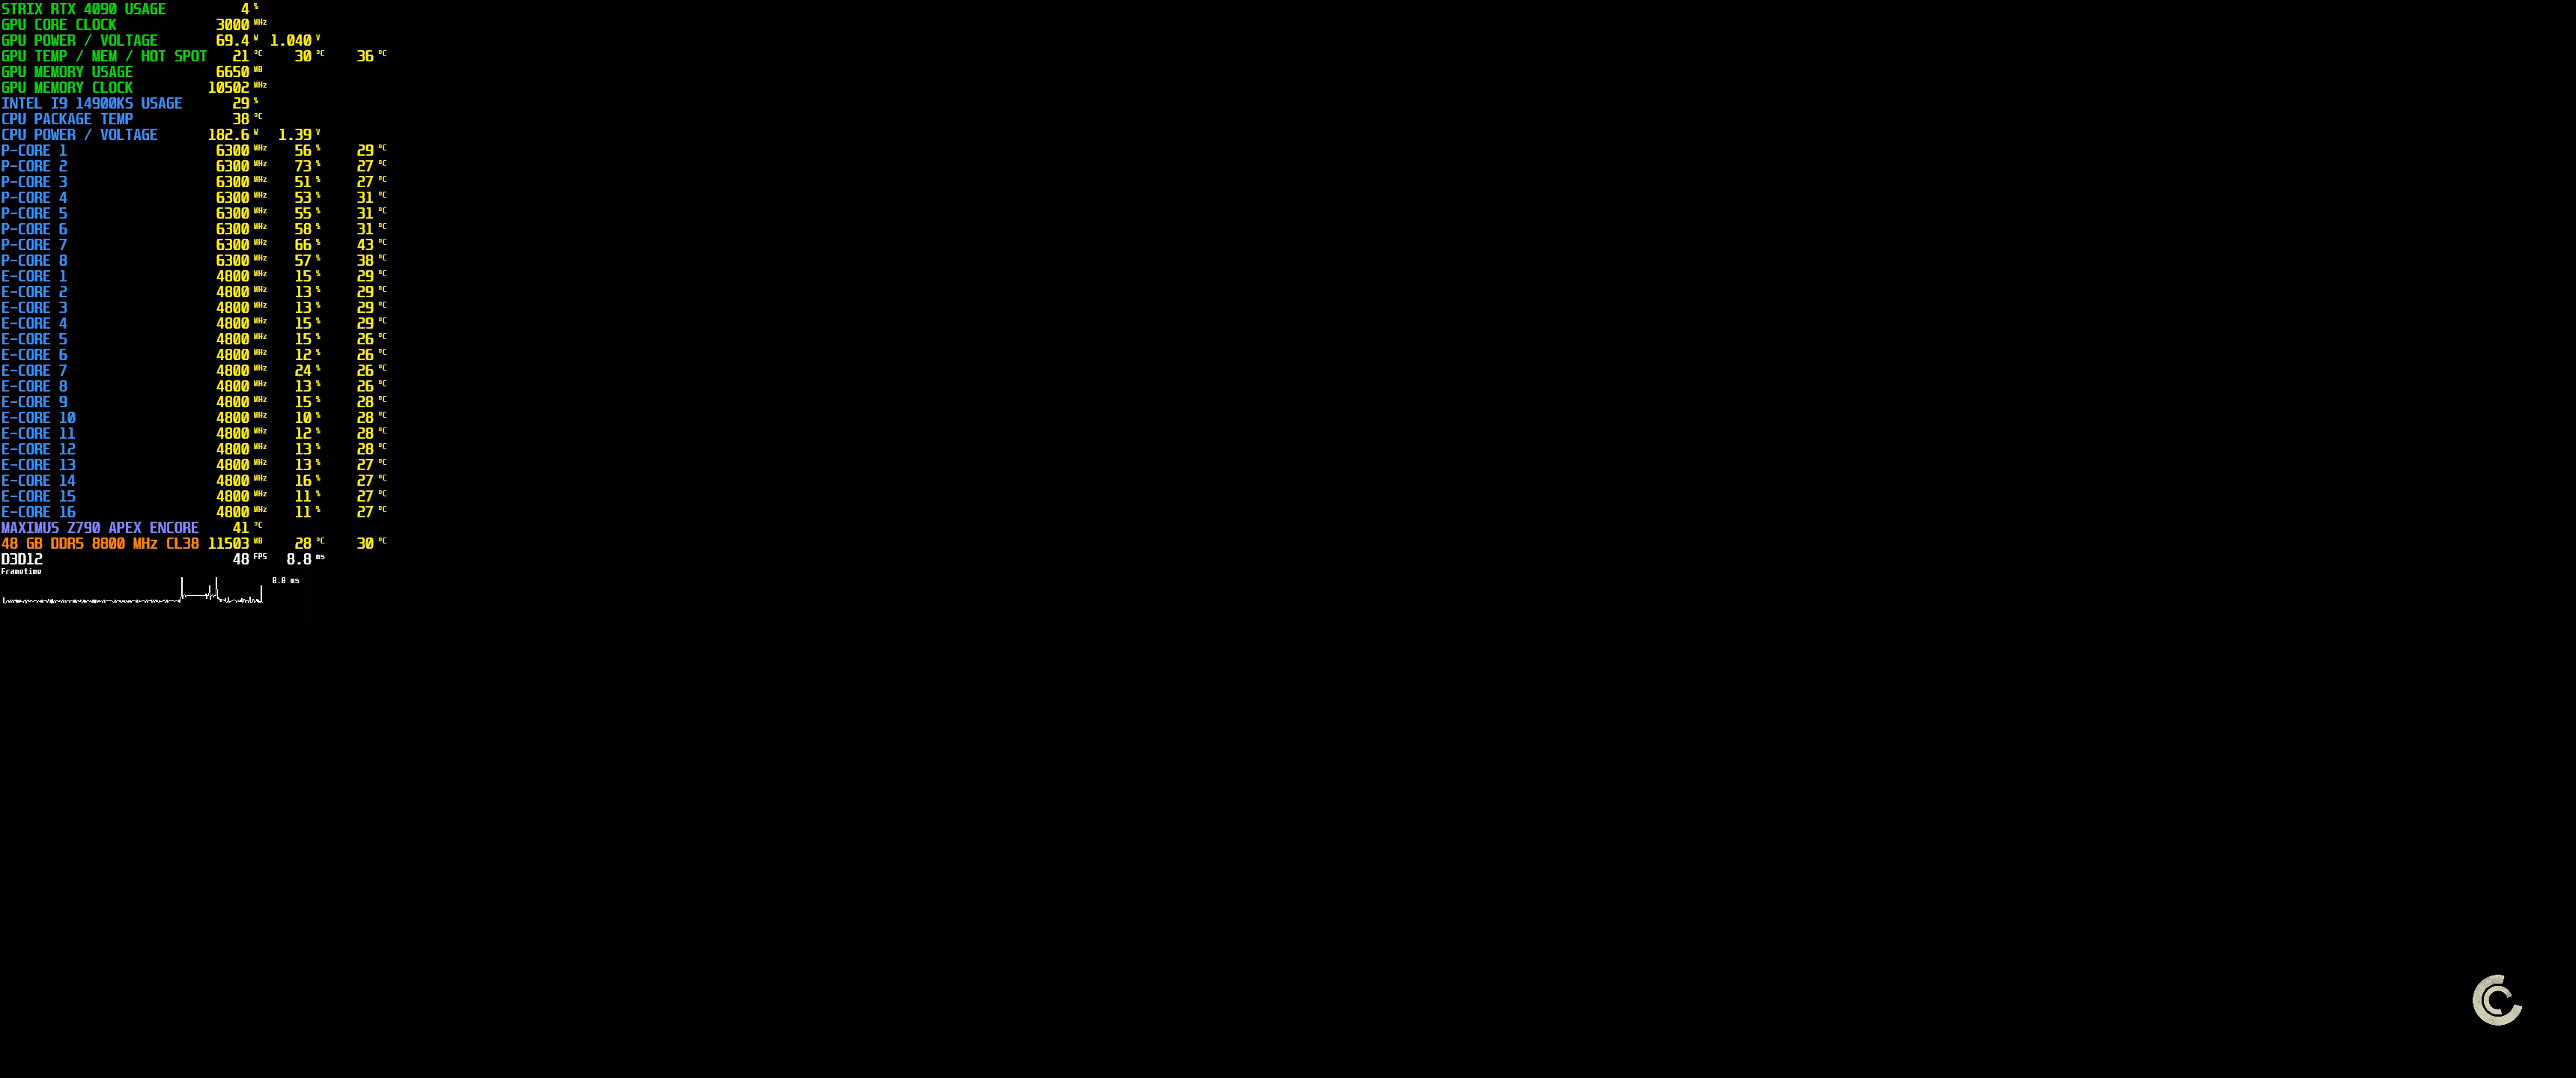 STRIX RTX 4090 USAGE 4 %
GPU CORE CLOCK 3000 MHz
GPU POWER / VOLTAGE 69.4 W 1.040 V
GPU TEMP / MEM / HOT SPOT 21 °C 30 °C 36 °C
GPU MEMORY USAGE 6650 MB
GPU MEMORY CLOCK 10502 MHz
INTEL I9 14900KS USAGE 29 %
CPU PACKAGE TEMP 38 °C
CPU POWER / VOLTAGE 182.6 W 1.39 V
P-CORE 1 6300 MHz 56 % 29 °C
P-CORE 2 6300 MHz 73 % 27 °C
P-CORE 3 6300 MHz 51 % 27 °C
P-CORE 4 6300 MHz 53 % 31 °C
P-CORE 5 6300 MHz 55 % 31 °C
P-CORE 6 6300 MHz 58 % 31 °C
P-CORE 7 6300 MHz 66 % 43 °C
P-CORE 8 6300 MHz 57 % 38 °C
E-CORE 1 4800 MHz 15 % 29 °C
E-CORE 2 4800 MHz 13 % 29 °C
E-CORE 3 4800 MHz 13 % 29 °C
E-CORE 4 4800 MHz 15 % 29 °C
E-CORE 5 4800 MHz 15 % 26 °C
E-CORE 6 4800 MHz 12 % 26 °C
E-CORE 7 4800 MHz 24 % 26 °C
E-CORE 8 4800 MHz 13 % 26 °C
E-CORE 9 4800 MHz 15 % 28 °C
E-CORE 10 4800 MHz 10 % 28 °C
E-CORE 11 4800 MHz 12 % 28 °C
E-CORE 12 4800 MHz 13 % 28 °C
E-CORE 13 4800 MHz 13 % 27 °C
E-CORE 14 4800 MHz 16 % 27 °C
E-CORE 15 4800 MHz 11 % 27 °C
E-CORE 16 4800 MHz 11 % 27 °C
MAXIMUS Z790 APEX ENCORE 41 °C
48 GB DDR5 8800 MHz CL38 11503 MB 28 °C 30 °C
D3D12 48 FPS 8.8 ms
Frametime
8.8 ms